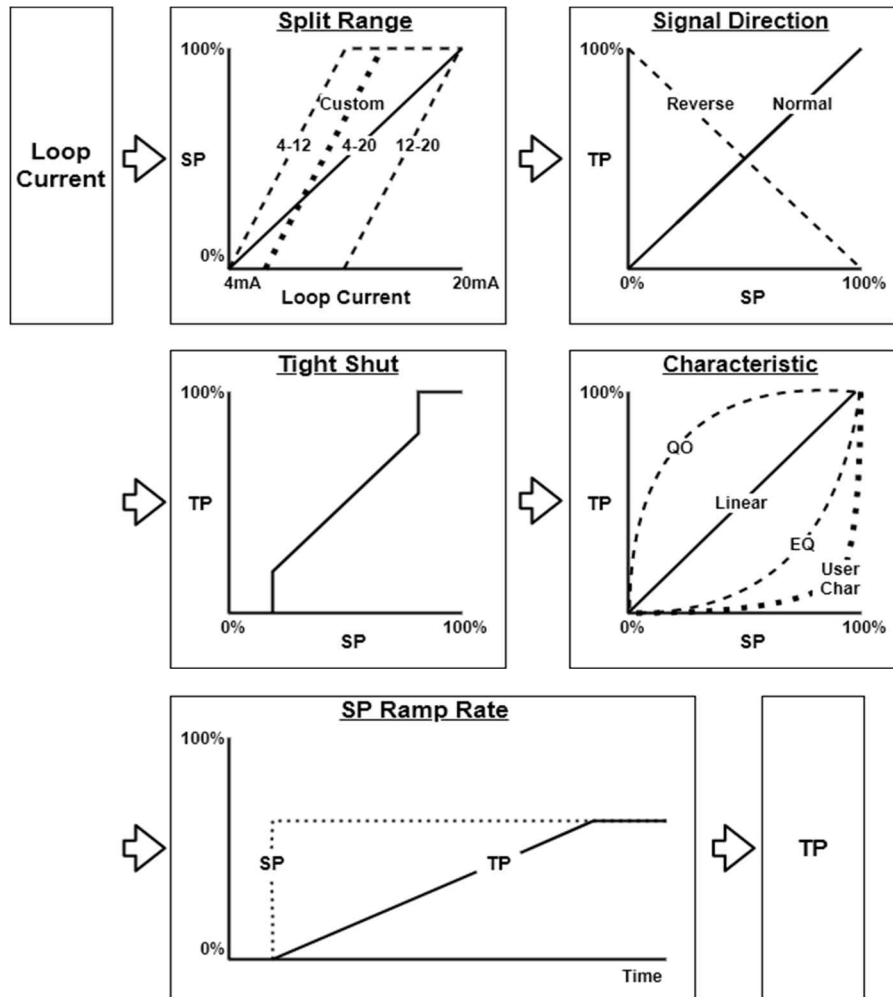 Loop
Current
Split Range
100%
Custom
4-12
4-20
12-20
SP
0%
4mA
Loop Current
20mA
Signal Direction
100%
Reverse
Normal
TP
0%
SP
100%
Tight Shut
100%
TP
0%
SP
100%
Characteristic
100%
QO
TP
Linear
EQ
User
Char
0%
SP
100%
SP Ramp Rate
100%
SP
TP
0%
Time
TP